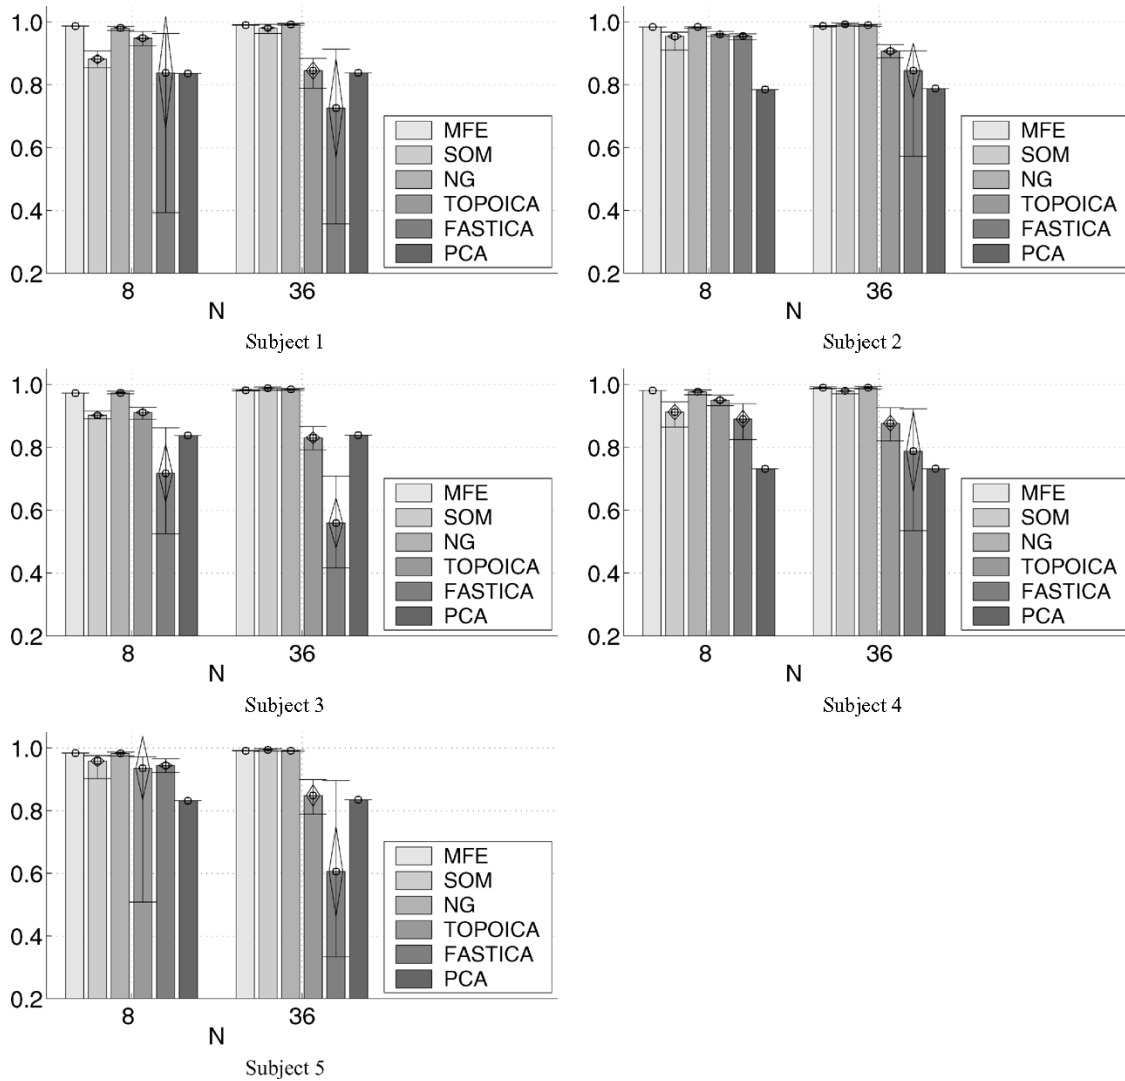 1.0
0.8
0.6
0.4
0.2
8
36
N
MFE
SOM
NG
TOPOICA
FASTICA
PCA
Subject 1
1.0
0.8
0.6
0.4
0.2
8
36
N
MFE
SOM
NG
TOPOICA
FASTICA
PCA
Subject 2
1.0
0.8
0.6
0.4
0.2
8
36
N
MFE
SOM
NG
TOPOICA
FASTICA
PCA
Subject 3
1.0
0.8
0.6
0.4
0.2
8
36
N
MFE
SOM
NG
TOPOICA
FASTICA
PCA
Subject 4
1.0
0.8
0.6
0.4
0.2
8
36
N
MFE
SOM
NG
TOPOICA
FASTICA
PCA
Subject 5